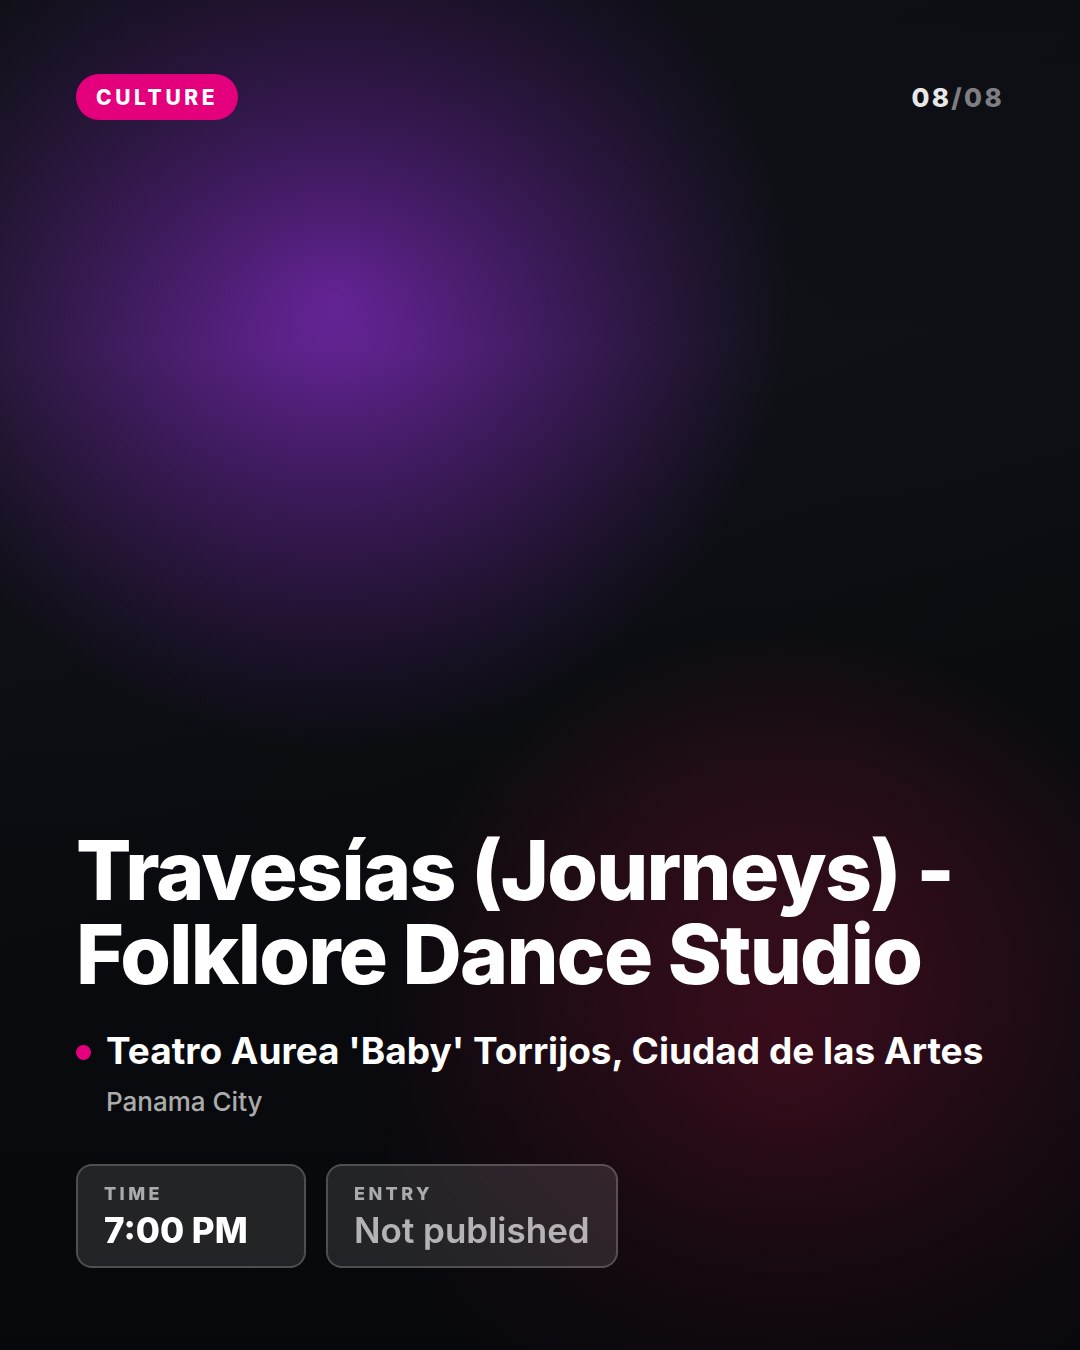 CULTURE
08/08
Travesías (Journeys) -
Folklore Dance Studio
Teatro Aurea 'Baby' Torrijos, Ciudad de las Artes
Panama City
TIME
7:00 PM
ENTRY
Not published